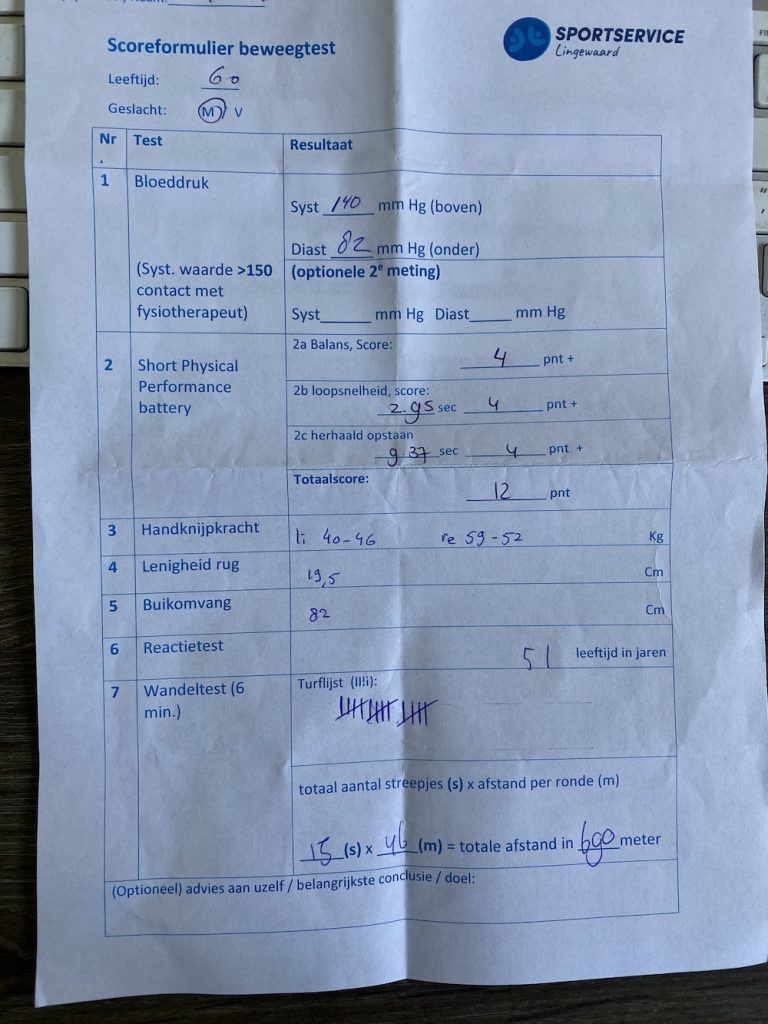 SPORTSERVICE
Lingewaard
Scoreformulier beweegtest
Leeftijd: 60
Geslacht: M / V
Nr. Test Resultaat
1 Bloeddruk
Syst 140 mm Hg (boven)
Diast 82 mm Hg (onder)
(Syst. waarde >150 contact met fysiotherapeut)
(optionele 2e meting)
Syst______ mm Hg Diast_____ mm Hg
2 Short Physical Performance battery
2a Balans, Score:
4 pnt +
2b loopsnelheid, score:
2.95 sec 4 pnt +
2c herhaald opstaan
9.37 sec 4 pnt +
Totaalscore:
12 pnt
3 Handknijpkracht li 40-46 re 59-52 Kg
4 Lenigheid rug 19,5 Cm
5 Buikomvang 82 Cm
6 Reactietest 51 leeftijd in jaren
7 Wandeltest (6 min.)
Turflijst (II!i):
totaal aantal streepjes (s) x afstand per ronde (m)
15 (s) x 46 (m) = totale afstand in 690 meter
(Optioneel) advies aan uzelf / belangrijkste conclusie / doel: